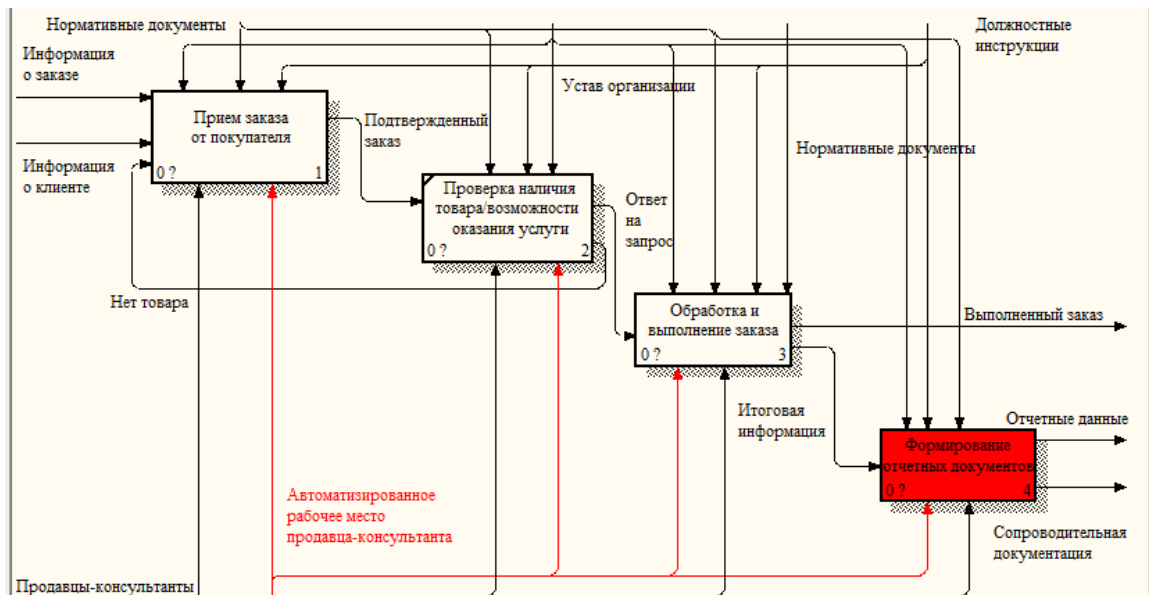 Нормативные документы
Должностные
инструкции
Информация
о заказе
Устав организации
Прием заказа
от покупателя
0 ?
1
Подтвержденный
заказ
Нормативные документы
Информация
о клиенте
Проверка наличия
товара/возможности
оказания услуги
0 ?
2
Ответ
на
запрос
Нет товара
Обработка и
выполнение заказа
0 ?
3
Выполненный заказ
Итоговая
информация
Отчетные данные
Формирование
отчетных документов
0 ?
4
Автоматизированное
рабочее место
продавца-консультанта
Сопроводительная
документация
Продавцы-консультанты